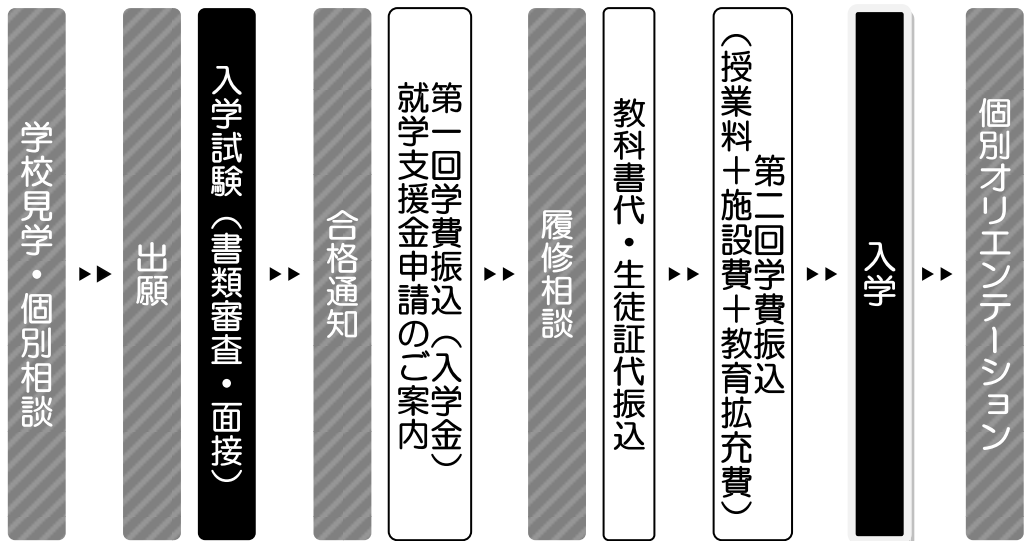 学校見学・個別相談
出願
入学試験（書類審査・面接）
合格通知
第一回学費振込（入学金）
就学支援金申請のご案内
履修相談
教科書代・生徒証代振込
第二回学費振込
（授業料＋施設費＋教育拡充費）
入学
個別オリエンテーション